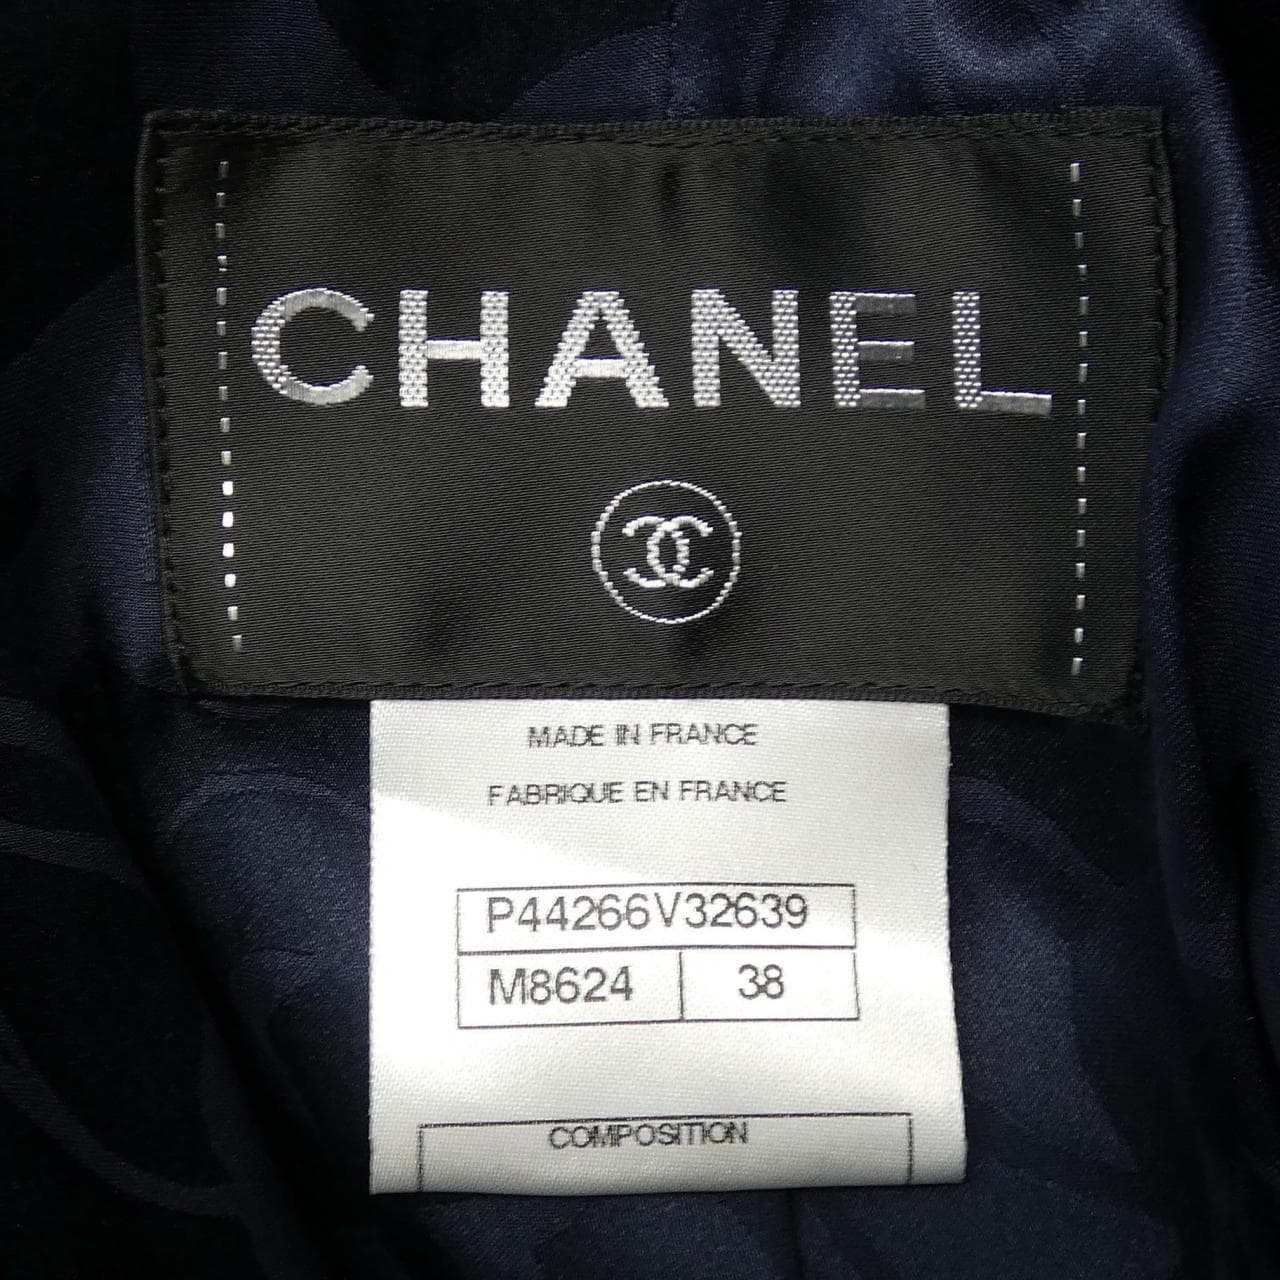 CHANEL
MADE IN FRANCE
FABRIQUE EN FRANCE
P44266V32639
M8624 38
COMPOSITION